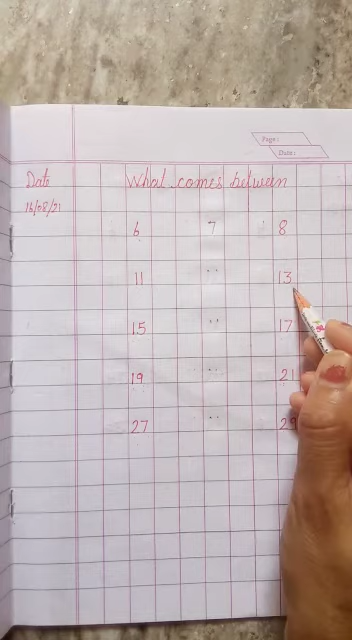 Page:
Date:
Date What comes between
16/08/21
6 7 8
11 .. 13
15 .. 17
19 .. 21
27 .. 29